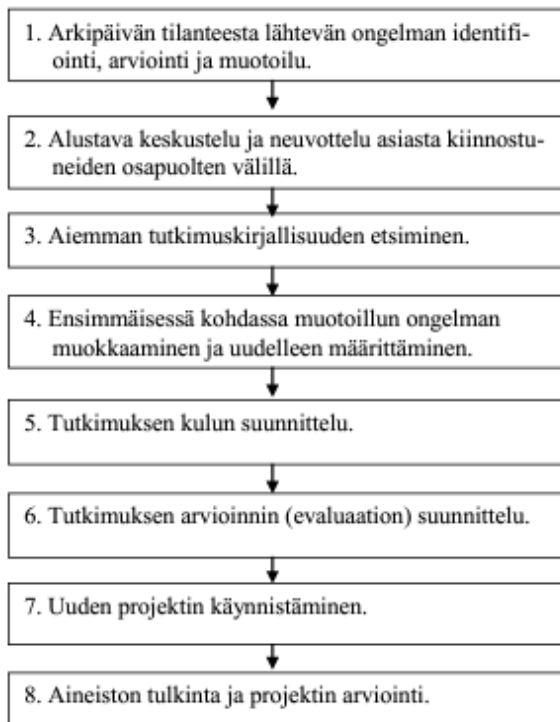 1. Arkipäivän tilanteesta lähtevän ongelman identifi-
ointi, arviointi ja muotoilu.
2. Alustava keskustelu ja neuvottelu asiasta kiinnostu-
neiden osapuolten välillä.
3. Aiemman tutkimuskirjallisuuden etsiminen.
4. Ensimmäisessä kohdassa muotoillun ongelman
muokkaaminen ja uudelleen määrittäminen.
5. Tutkimuksen kulun suunnittelu.
6. Tutkimuksen arvioinnin (evaluaation) suunnittelu.
7. Uuden projektin käynnistäminen.
8. Aineiston tulkinta ja projektin arviointi.